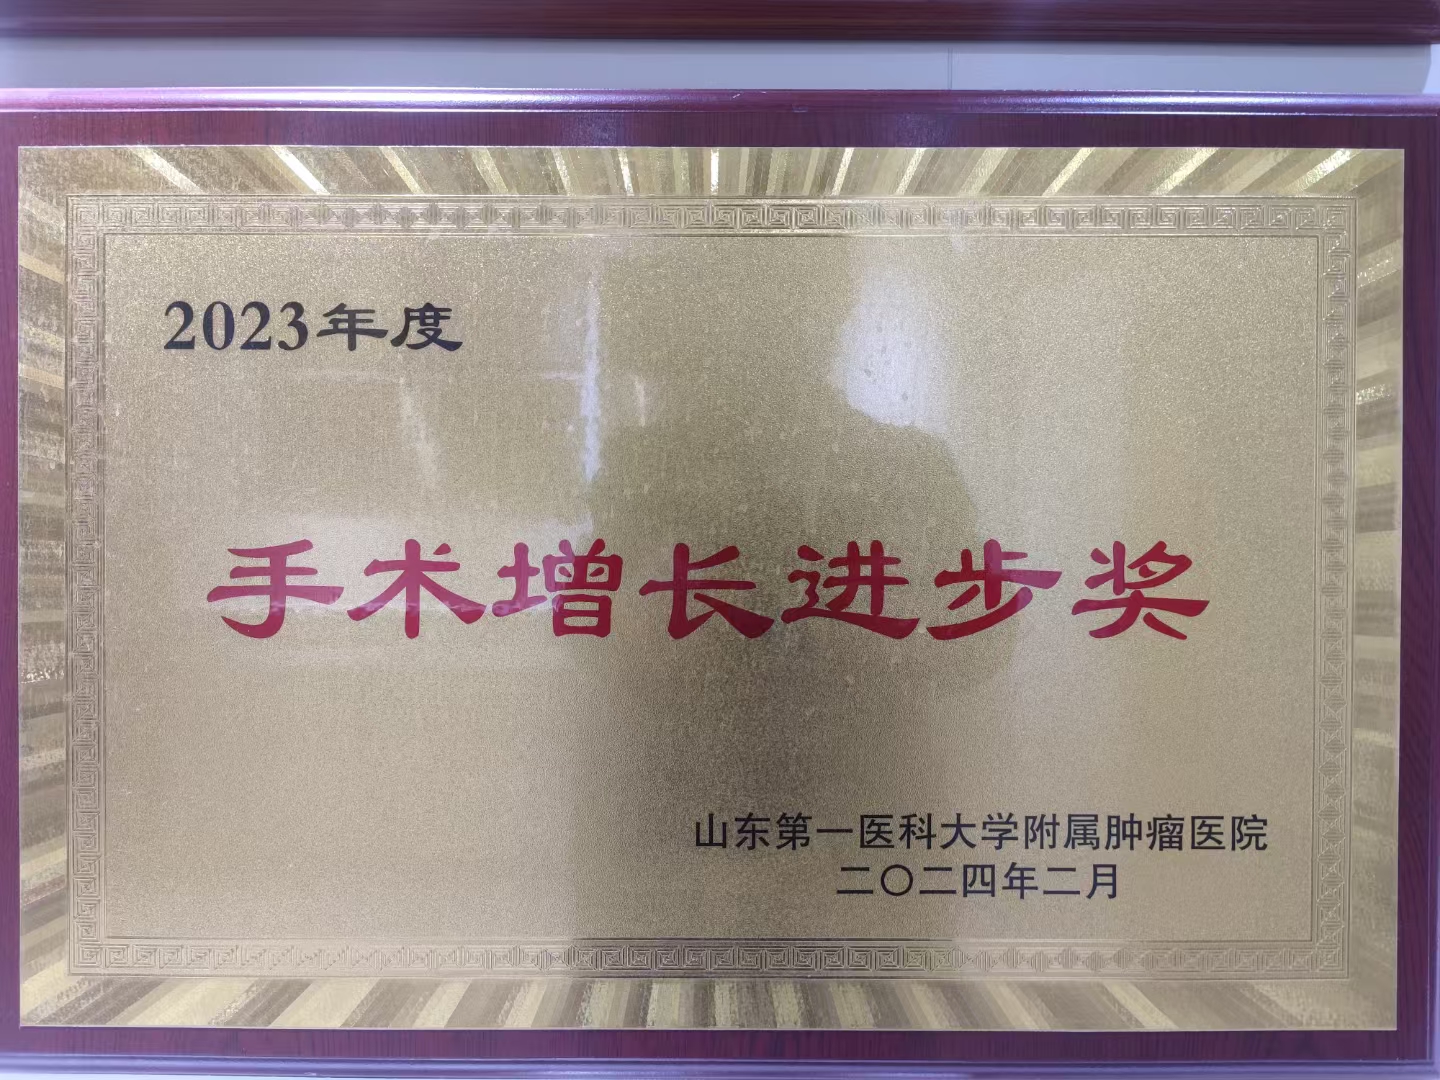 2023年度
手术增长进步奖
山东第一医科大学附属肿瘤医院
二〇二四年二月